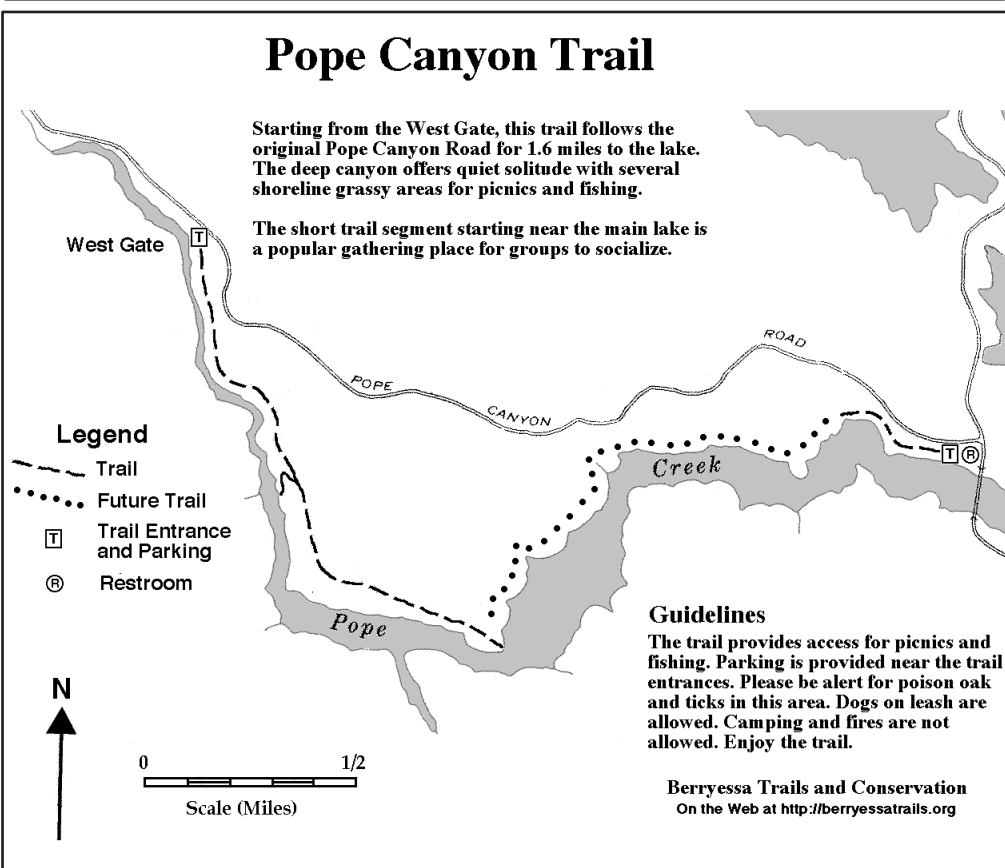 Pope Canyon Trail
Starting from the West Gate, this trail follows the
original Pope Canyon Road for 1.6 miles to the lake.
The deep canyon offers quiet solitude with several
shoreline grassy areas for picnics and fishing.
The short trail segment starting near the main lake is
a popular gathering place for groups to socialize.
West Gate
T
ROAD
POPE
CANYON
Legend
Trail
Future Trail
T
Trail Entrance
and Parking
R
Restroom
Creek
T
R
Pope
Guidelines
The trail provides access for picnics and
fishing. Parking is provided near the trail
entrances. Please be alert for poison oak
and ticks in this area. Dogs on leash are
allowed. Camping and fires are not
allowed. Enjoy the trail.
N
0
1/2
Scale (Miles)
Berryessa Trails and Conservation
On the Web at http://berryessatrails.org